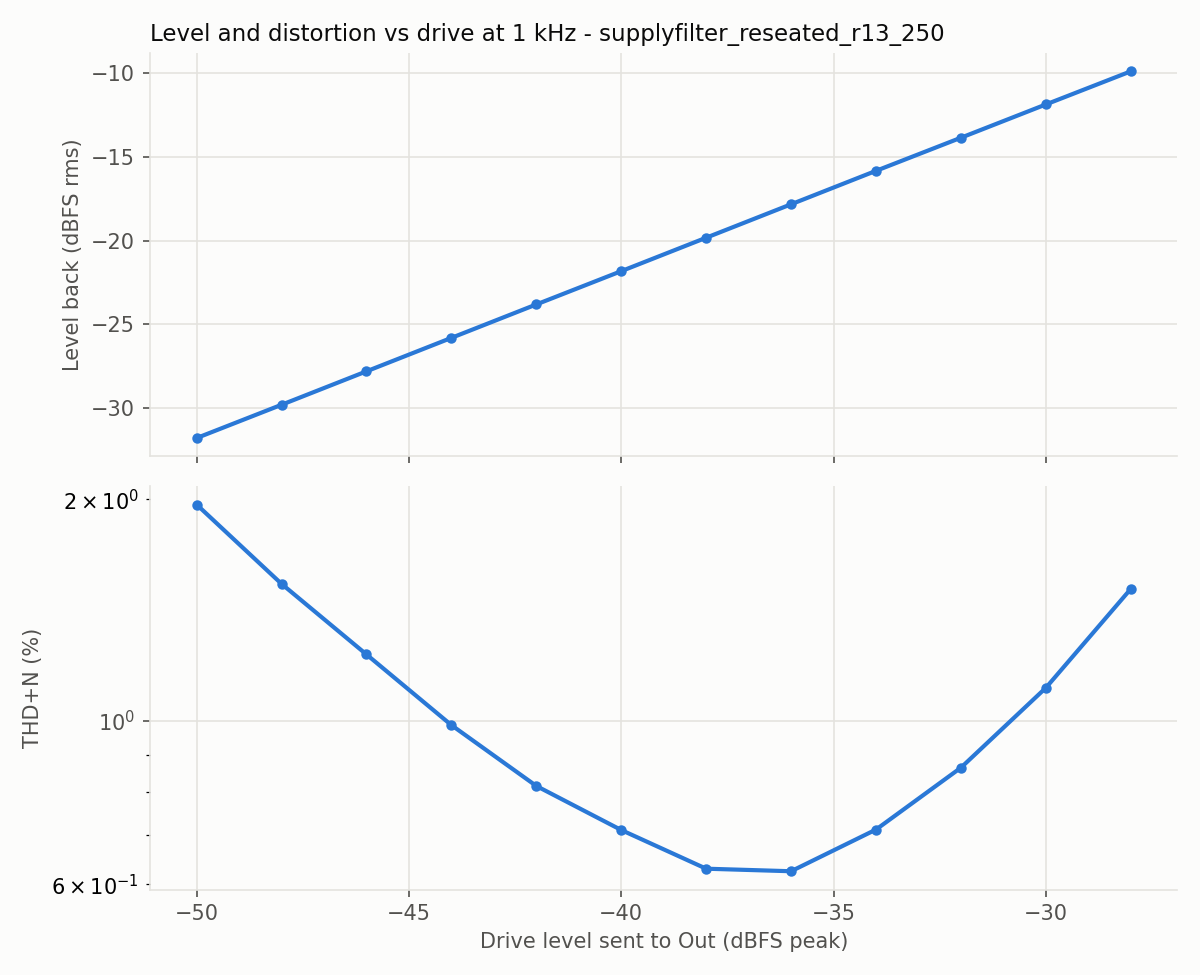 Level and distortion vs drive at 1 kHz - supplyfilter_reseated_r13_250
Level back (dBFS rms)
−10
−15
−20
−25
−30
THD+N (%)
2 × 10⁰
10⁰
6 × 10⁻¹
−50 −45 −40 −35 −30
Drive level sent to Out (dBFS peak)